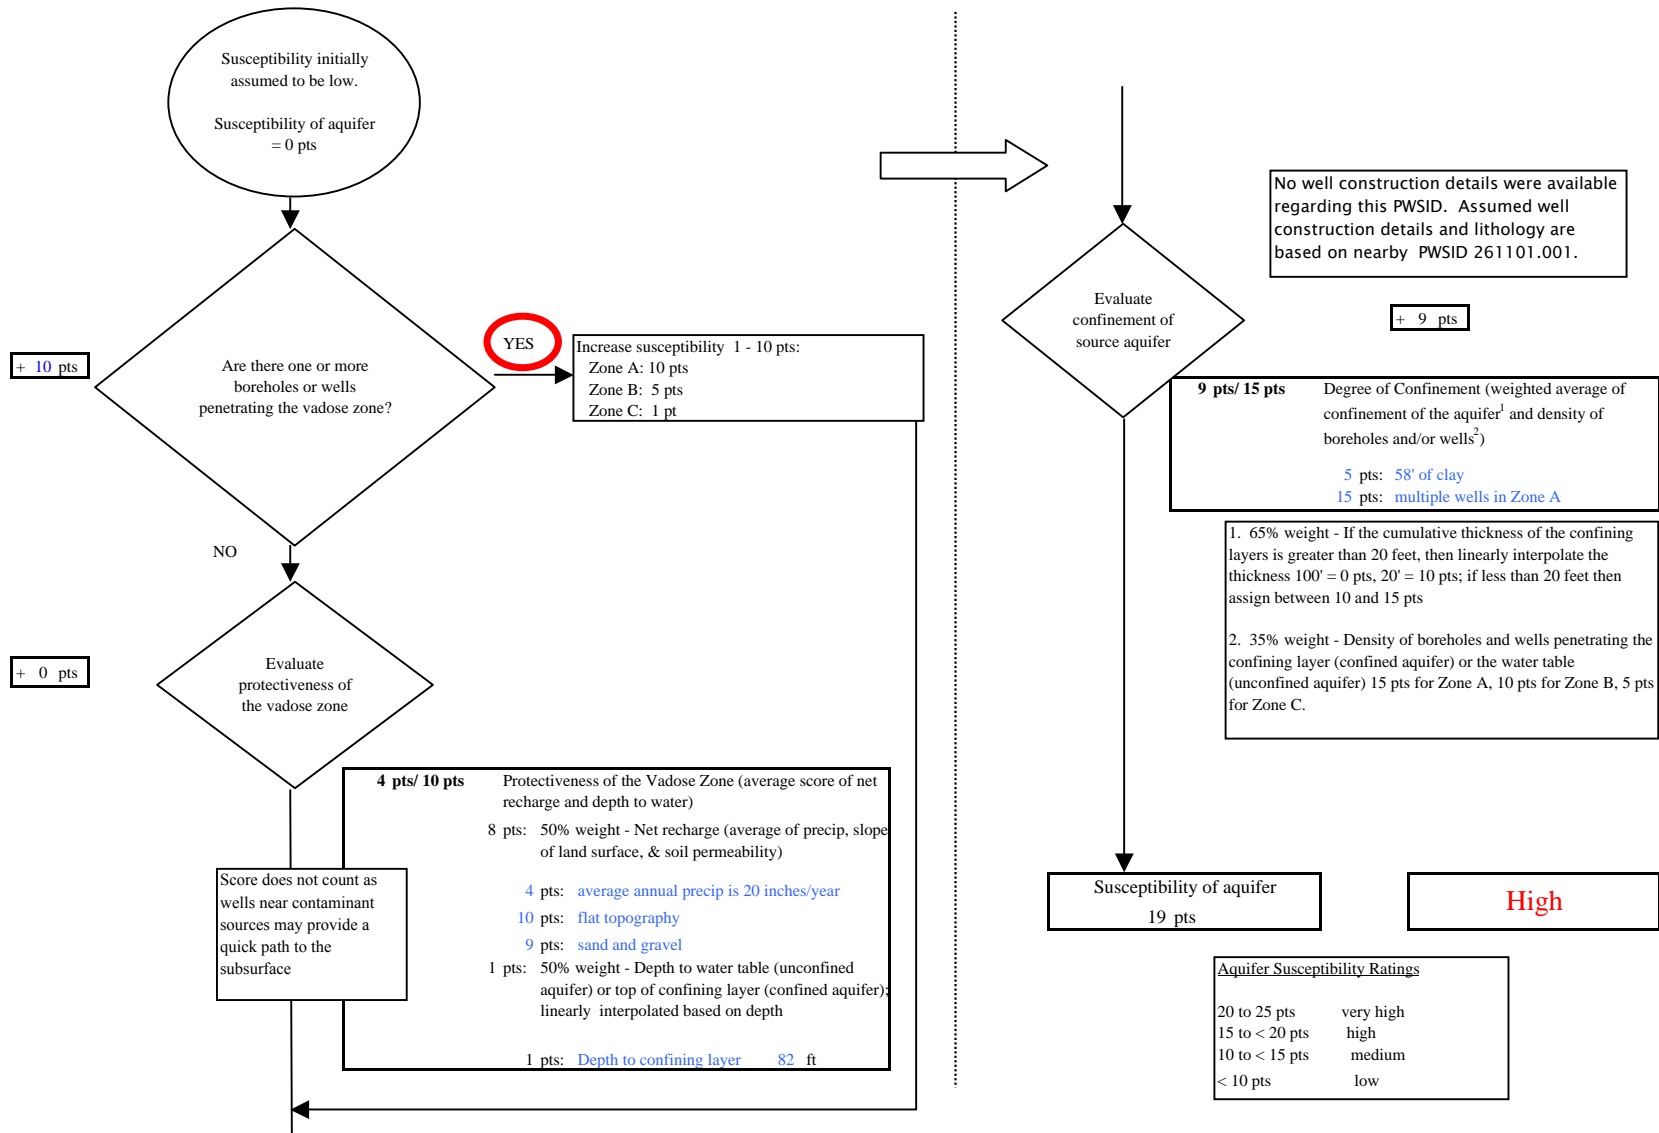 Susceptibility initially
assumed to be low.
Susceptibility of aquifer
= 0 pts
+ 10 pts
Are there one or more
boreholes or wells
penetrating the vadose zone?
YES
Increase susceptibility 1 - 10 pts:
Zone A: 10 pts
Zone B: 5 pts
Zone C: 1 pt
NO
+ 0 pts
Evaluate
protectiveness of
the vadose zone
4 pts/ 10 pts Protectiveness of the Vadose Zone (average score of net
recharge and depth to water)
8 pts: 50% weight - Net recharge (average of precip, slope
of land surface, & soil permeability)
4 pts: average annual precip is 20 inches/year
10 pts: flat topography
9 pts: sand and gravel
1 pts: 50% weight - Depth to water table (unconfined
aquifer) or top of confining layer (confined aquifer);
linearly interpolated based on depth
1 pts: Depth to confining layer 82 ft
Score does not count as
wells near contaminant
sources may provide a
quick path to the
subsurface
No well construction details were available
regarding this PWSID. Assumed well
construction details and lithology are
based on nearby PWSID 261101.001.
Evaluate
confinement of
source aquifer
+ 9 pts
9 pts/ 15 pts Degree of Confinement (weighted average of
confinement of the aquifer1 and density of
boreholes and/or wells2)
5 pts: 58' of clay
15 pts: multiple wells in Zone A
1. 65% weight - If the cumulative thickness of the confining
layers is greater than 20 feet, then linearly interpolate the
thickness 100' = 0 pts, 20' = 10 pts; if less than 20 feet then
assign between 10 and 15 pts
2. 35% weight - Density of boreholes and wells penetrating the
confining layer (confined aquifer) or the water table
(unconfined aquifer) 15 pts for Zone A, 10 pts for Zone B, 5 pts
for Zone C.
Susceptibility of aquifer
19 pts
High
Aquifer Susceptibility Ratings
20 to 25 pts very high
15 to < 20 pts high
10 to < 15 pts medium
< 10 pts low